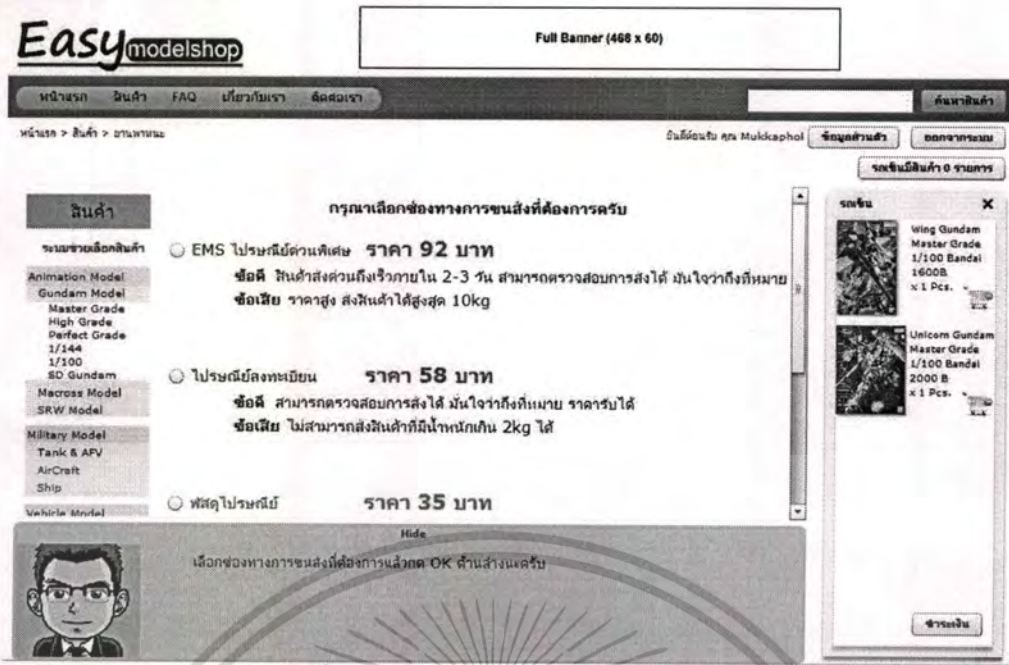 Easy modelshop
Full Banner (468 x 60)
หน้าแรก สินค้า FAQ เกี่ยวกับเรา ติดต่อเรา
ค้นหาสินค้า
หน้าแรก > สินค้า > ยานพาหนะ
ยินดีต้อนรับ คุณ Mukkaphol ข้อมูลส่วนตัว ออกจากระบบ
รถเข็นมีสินค้า 0 รายการ
สินค้า
ระบบช่วยเลือกสินค้า
Animation Model
Gundam Model
Master Grade
High Grade
Perfect Grade
1/144
1/100
SD Gundam
Macross Model
SRW Model
Military Model
Tank & AFV
AirCraft
Ship
Vehicle Model
กรุณาเลือกช่องทางการขนส่งที่ต้องการครับ
EMS ไปรษณีย์ด่วนพิเศษ ราคา 92 บาท
ข้อดี สินค้าส่งด่วนถึงเร็วภายใน 2-3 วัน สามารถตรวจสอบการส่งได้ มั่นใจว่าถึงที่หมาย
ข้อเสีย ราคาสูง ส่งสินค้าได้สูงสุด 10kg
ไปรษณีย์ลงทะเบียน ราคา 58 บาท
ข้อดี สามารถตรวจสอบการส่งได้ มั่นใจว่าถึงที่หมาย ราคารับได้
ข้อเสีย ไม่สามารถส่งสินค้าที่มีน้ำหนักเกิน 2kg ได้
พัสดุไปรษณีย์ ราคา 35 บาท
รถเข็น X
Wing Gundam
Master Grade
1/100 Bandai
1600B
x 1 Pcs.
Unicorn Gundam
Master Grade
1/100 Bandai
2000 B
x 1 Pcs.
ชำระเงิน
Hide
เลือกช่องทางการขนส่งที่ต้องการแล้วกด OK ด้านล่างนะครับ